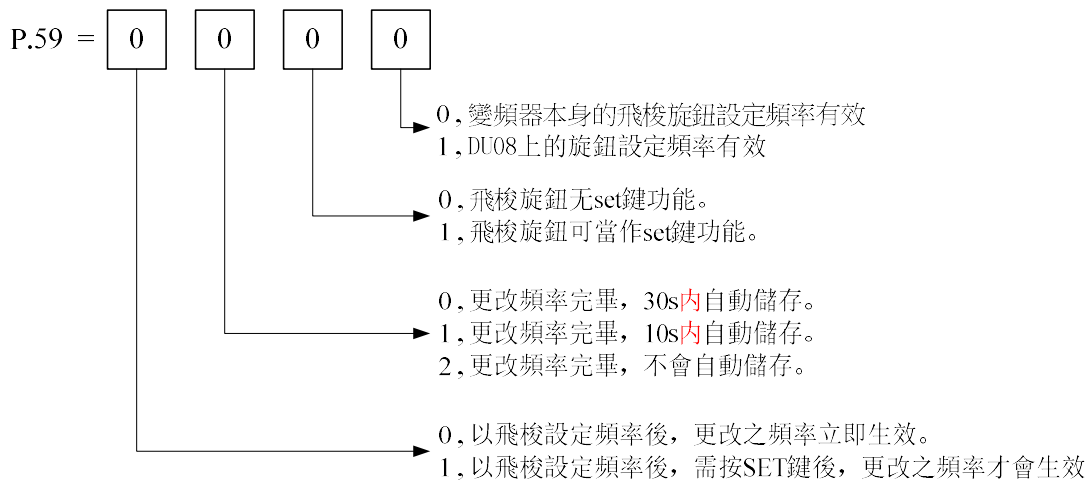 P.59 = 0 0 0 0
0,變頻器本身的飛梭旋鈕設定頻率有效
1,DU08上的旋鈕設定頻率有效
0,飛梭旋鈕无set鍵功能。
1,飛梭旋鈕可當作set鍵功能。
0,更改頻率完畢，30s内自動儲存。
1,更改頻率完畢，10s内自動儲存。
2,更改頻率完畢，不會自動儲存。
0,以飛梭設定頻率後，更改之頻率立即生效。
1,以飛梭設定頻率後，需按SET鍵後，更改之頻率才會生效